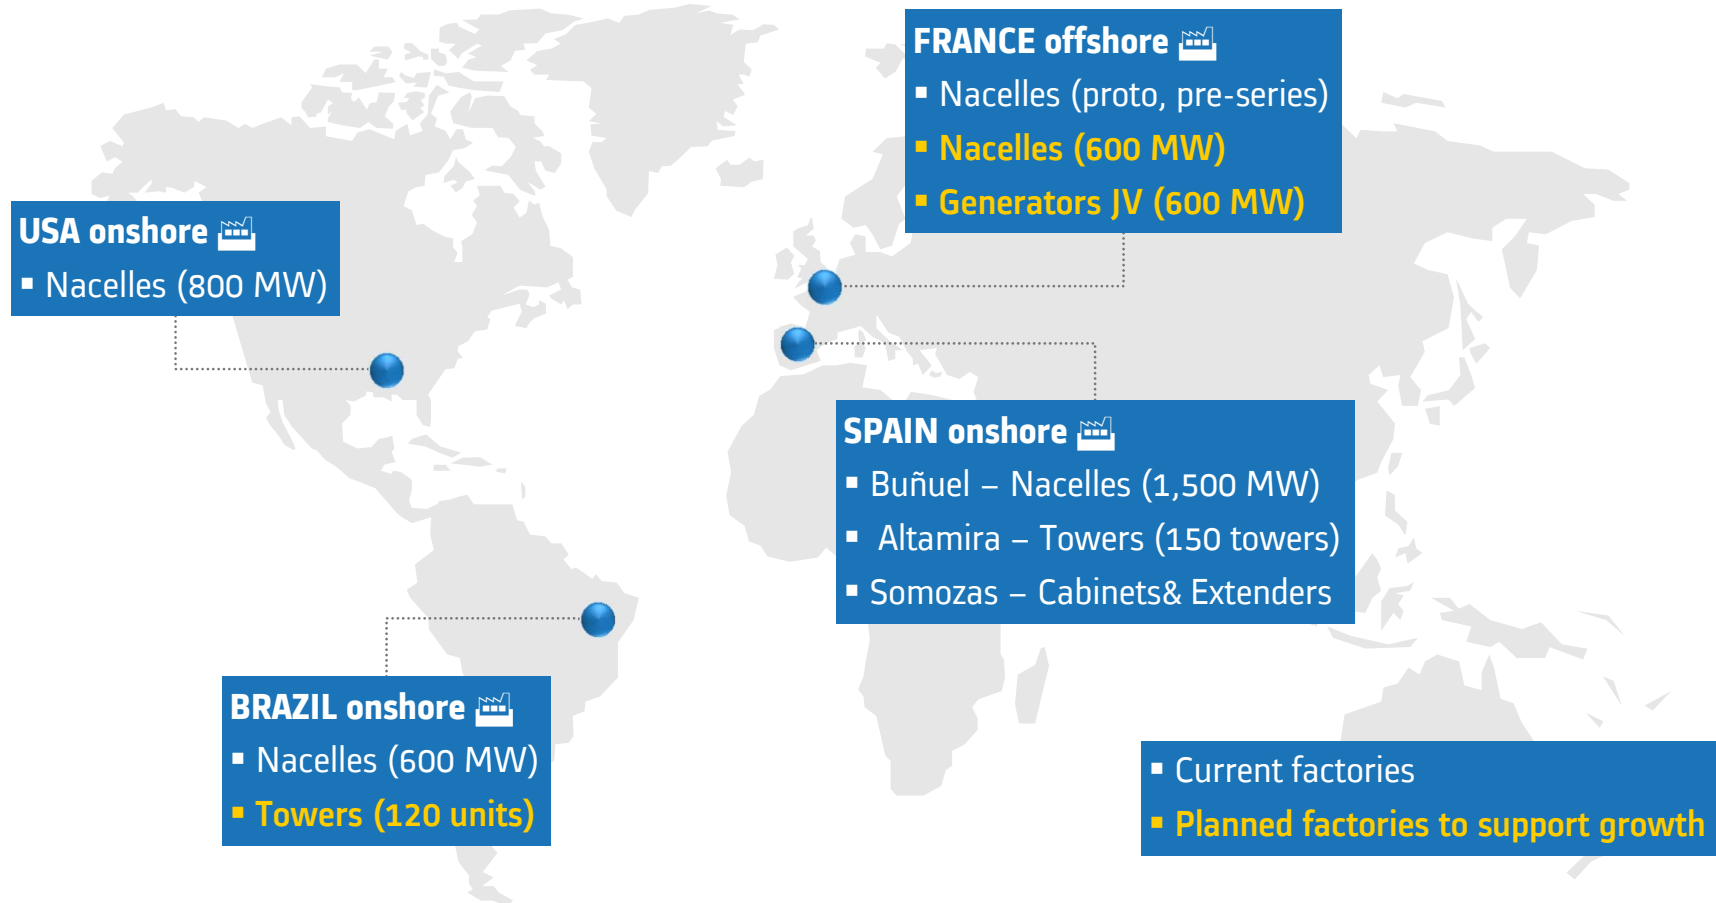 FRANCE offshore
▪ Nacelles (proto, pre-series)
▪ Nacelles (600 MW)
▪ Generators JV (600 MW)
USA onshore
▪ Nacelles (800 MW)
SPAIN onshore
▪ Buñuel – Nacelles (1,500 MW)
▪ Altamira – Towers (150 towers)
▪ Somozas – Cabinets& Extenders
BRAZIL onshore
▪ Nacelles (600 MW)
▪ Towers (120 units)
▪ Current factories
▪ Planned factories to support growth